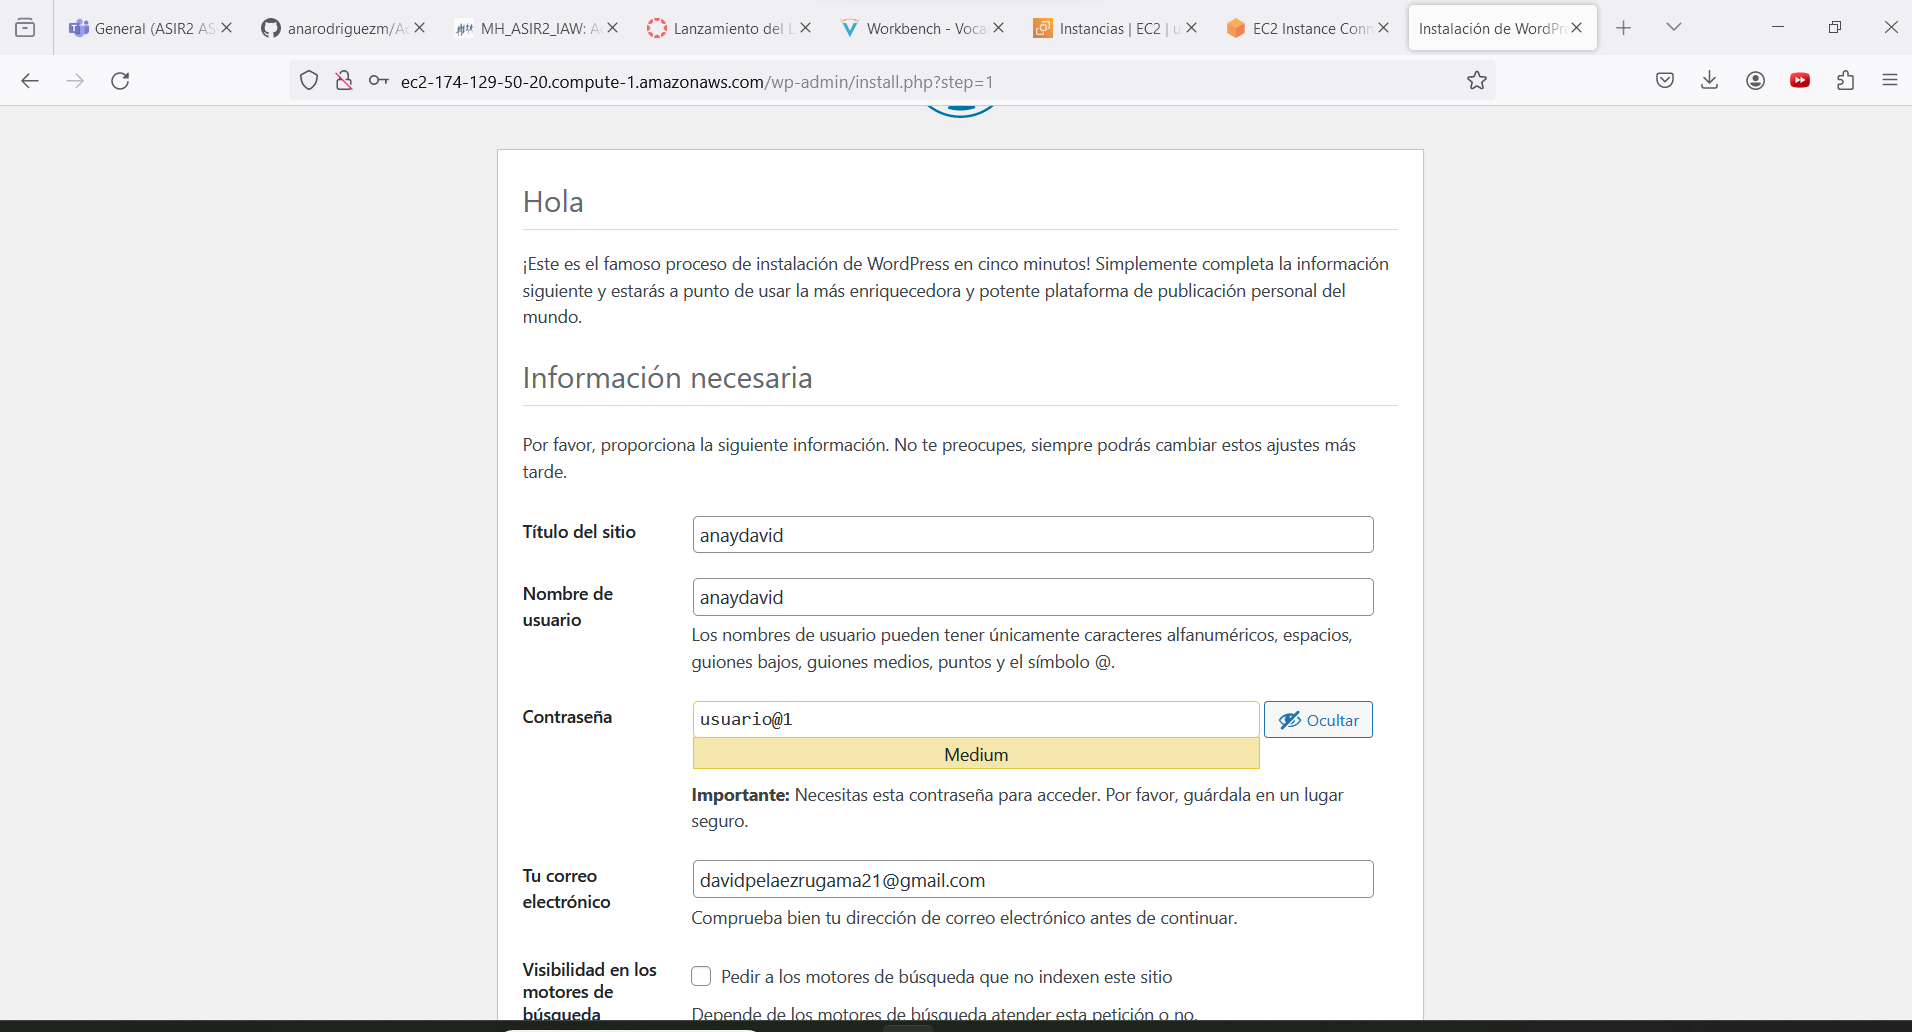 General (ASIR2 AS
anarodriguezm/Ac
MH_ASIR2_IAW: Ac
Lanzamiento del L
Workbench - Voca
Instancias | EC2 | u
EC2 Instance Conn
Instalación de WordPre
ec2-174-129-50-20.compute-1.amazonaws.com/wp-admin/install.php?step=1
Hola
¡Este es el famoso proceso de instalación de WordPress en cinco minutos! Simplemente completa la información
siguiente y estarás a punto de usar la más enriquecedora y potente plataforma de publicación personal del
mundo.
Información necesaria
Por favor, proporciona la siguiente información. No te preocupes, siempre podrás cambiar estos ajustes más
tarde.
Título del sitio
anaydavid
Nombre de
usuario
anaydavid
Los nombres de usuario pueden tener únicamente caracteres alfanuméricos, espacios,
guiones bajos, guiones medios, puntos y el símbolo @.
Contraseña
usuario@1
Ocultar
Medium
Importante: Necesitas esta contraseña para acceder. Por favor, guárdala en un lugar
seguro.
Tu correo
electrónico
davidpelaezrugama21@gmail.com
Comprueba bien tu dirección de correo electrónico antes de continuar.
Visibilidad en los
motores de
búsqueda
Pedir a los motores de búsqueda que no indexen este sitio
Depende de los motores de búsqueda atender esta petición o no.